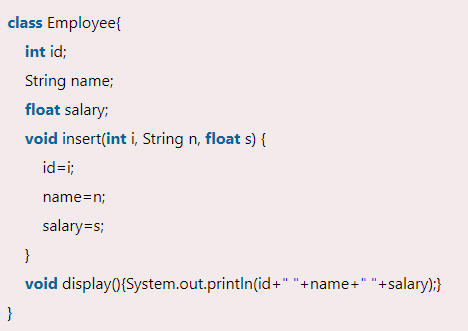 class Employee{
int id;
String name;
float salary;
void insert(int i, String n, float s) {
id=i;
name=n;
salary=s;
}
void display(){System.out.println(id+" "+name+" "+salary);}
}